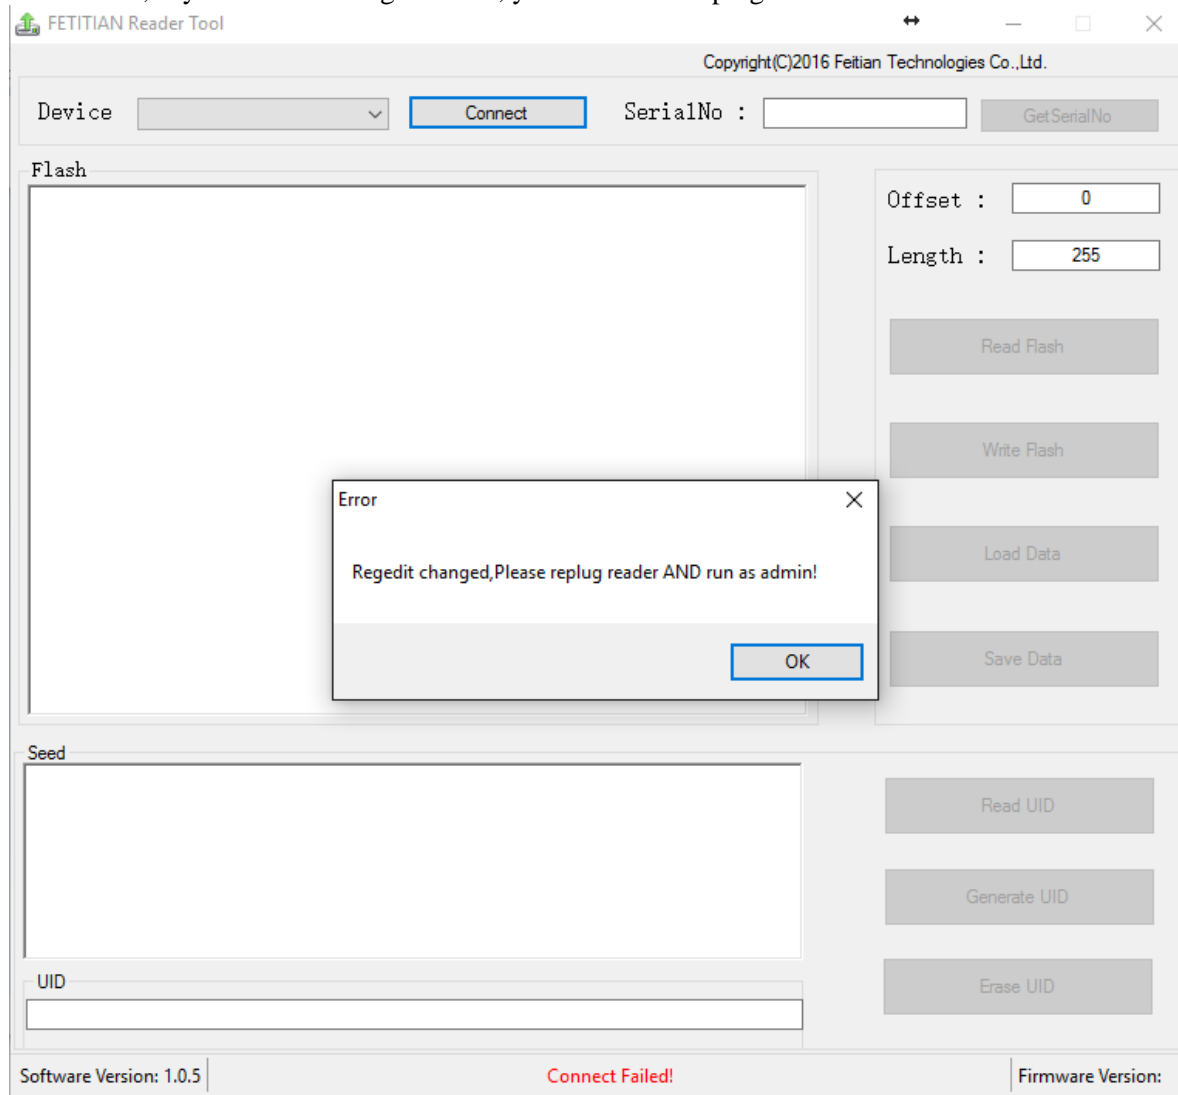 FETITIAN Reader Tool
Copyright(C)2016 Feitian Technologies Co.,Ltd.
Device Connect SerialNo : GetSerialNo
Flash
Offset : 0
Length : 255
Read Flash
Write Flash
Error
Regedit changed,Please replug reader AND run as admin!
OK
Load Data
Save Data
Seed
Read UID
Generate UID
UID
Erase UID
Software Version: 1.0.5 Connect Failed! Firmware Version: